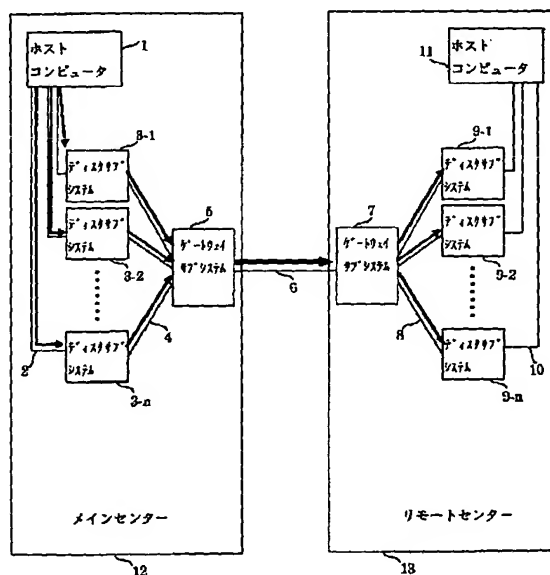 ホスト
コンピュータ
1
3-1
ディスクサブ
システム
3-2
ディスクサブ
システム
ディスクサブ
システム
3-n
2
4
5
ゲートウェイ
サブシステム
6
メインセンター
12
ホスト
コンピュータ
11
9-1
ディスクサブ
システム
7
ゲートウェイ
サブシステム
ディスクサブ
システム
9-2
8
ディスクサブ
システム
9-n
10
リモートセンター
13